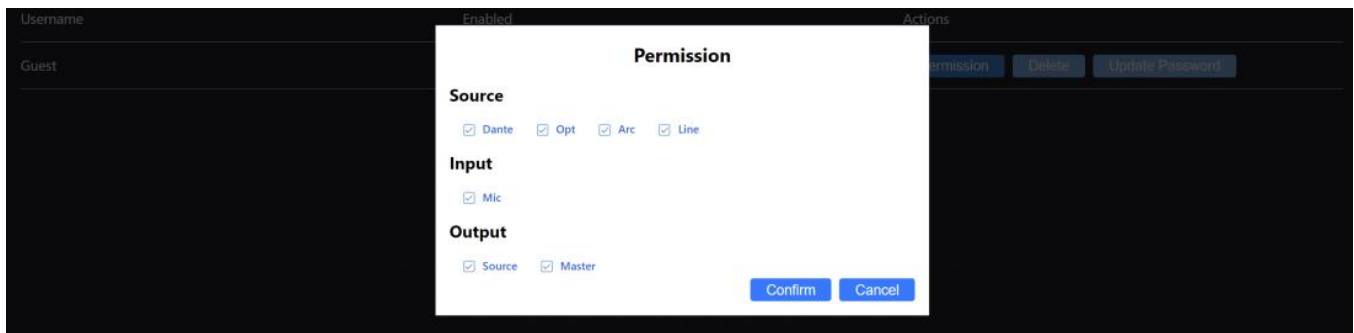 Username Enabled Actions
Permission
Guest ermission Delete Update Password
Source
Dante Opt Arc Line
Input
Mic
Output
Source Master
Confirm Cancel